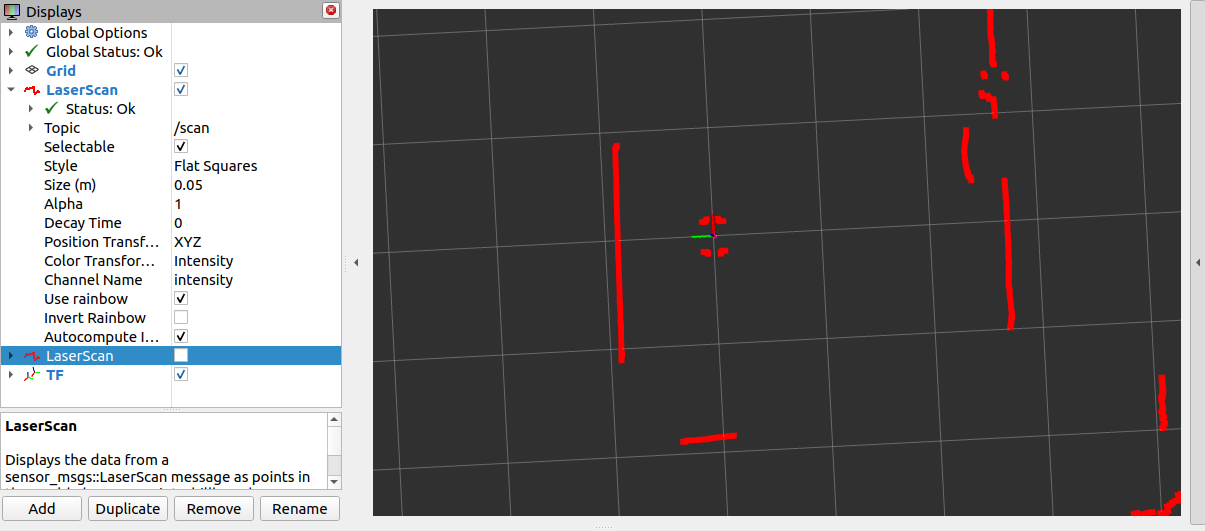 Displays
Global Options
Global Status: Ok
Grid
LaserScan
Status: Ok
Topic /scan
Selectable
Style Flat Squares
Size (m) 0.05
Alpha 1
Decay Time 0
Position Transf... XYZ
Color Transfor... Intensity
Channel Name intensity
Use rainbow
Invert Rainbow
Autocompute I...
LaserScan
TF
LaserScan
Displays the data from a
sensor_msgs::LaserScan message as points in
Add Duplicate Remove Rename